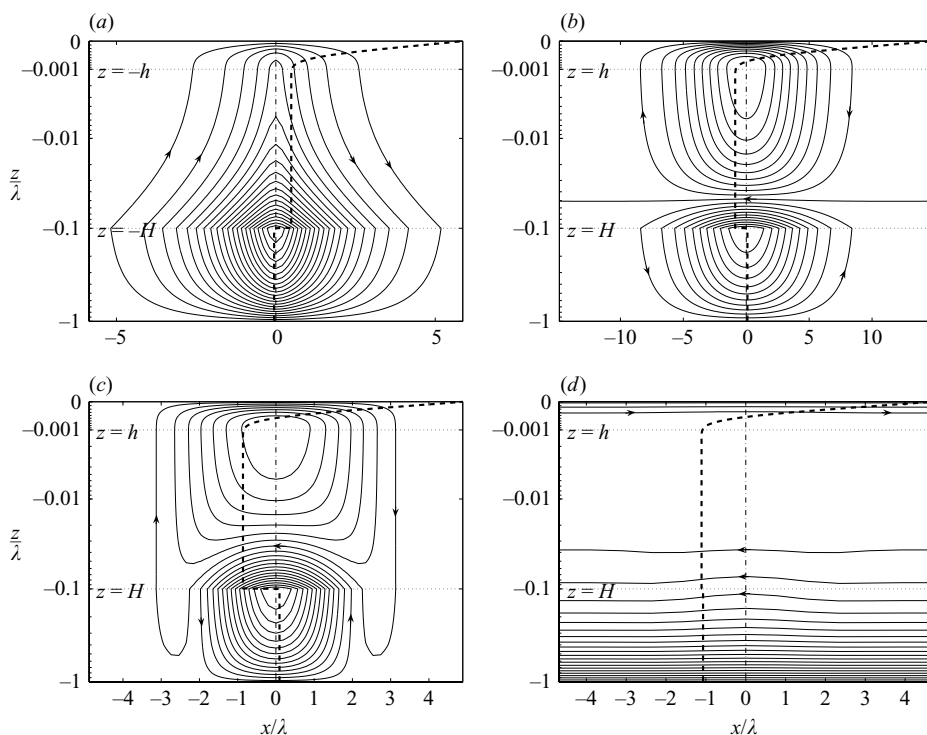 (a) (b)
0 0
–0.001 z = –h –0.001 z = h
–0.01 –0.01
z/λ
–0.1 z = –H –0.1 z = H
–1 –1
–5 0 5 –10 –5 0 5 10
(c) (d)
0 0
–0.001 z = h –0.001 z = h
–0.01 –0.01
z/λ
–0.1 z = H –0.1 z = H
–1 –1
–4 –3 –2 –1 0 1 2 3 4 –4 –3 –2 –1 0 1 2 3 4
x/λ x/λ